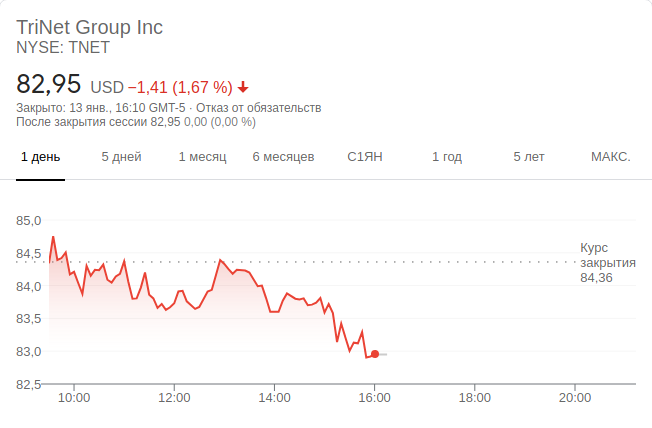 TriNet Group Inc
NYSE: TNET
82,95 USD −1,41 (1,67 %)
Закрыто: 13 янв., 16:10 GMT-5 · Отказ от обязательств
После закрытия сессии 82,95 0,00 (0,00 %)
1 день 5 дней 1 месяц 6 месяцев С1ЯН 1 год 5 лет МАКС.
85,0
84,5
84,0
83,5
83,0
82,5
Курс
закрытия
84,36
10:00 12:00 14:00 16:00 18:00 20:00